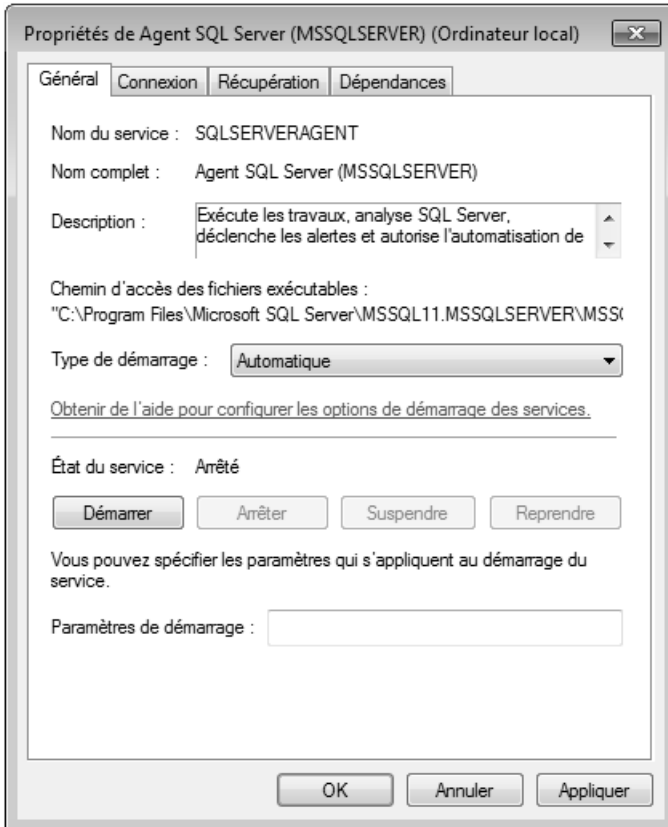 Propriétés de Agent SQL Server (MSSQLSERVER) (Ordinateur local)
Général Connexion Récupération Dépendances
Nom du service : SQLSERVERAGENT
Nom complet : Agent SQL Server (MSSQLSERVER)
Description : Exécute les travaux, analyse SQL Server,
déclenche les alertes et autorise l'automatisation de
Chemin d'accès des fichiers exécutables :
"C:\Program Files\Microsoft SQL Server\MSSQL11.MSSQLSERVER\MSSQ
Type de démarrage : Automatique
Obtenir de l'aide pour configurer les options de démarrage des services.
État du service : Arrêté
Démarrer Arrêter Suspendre Reprendre
Vous pouvez spécifier les paramètres qui s'appliquent au démarrage du
service.
Paramètres de démarrage :
OK Annuler Appliquer